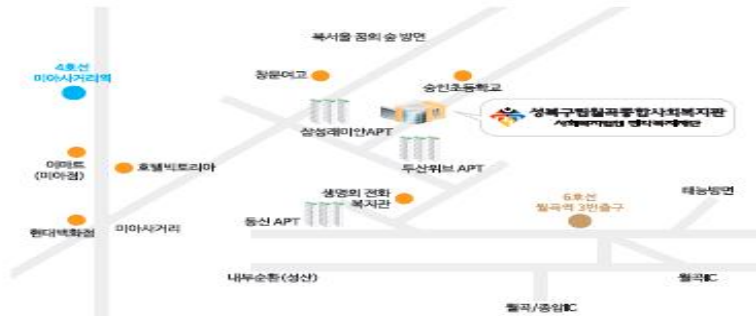 북서울 꿈의 숲 방면
4호선
미아사거리역
창문여고
숭인초등학교
성북구립월곡종합사회복지관
삼성래미안APT
이마트
(미아점)
호텔빅토리아
두산위브 APT
생명의 전화
복지관
동신 APT
6호선
월곡역 3번출구
태능방면
현대백화점
미아사거리
내부순환(성산)
월곡IC
월곡/종암IC